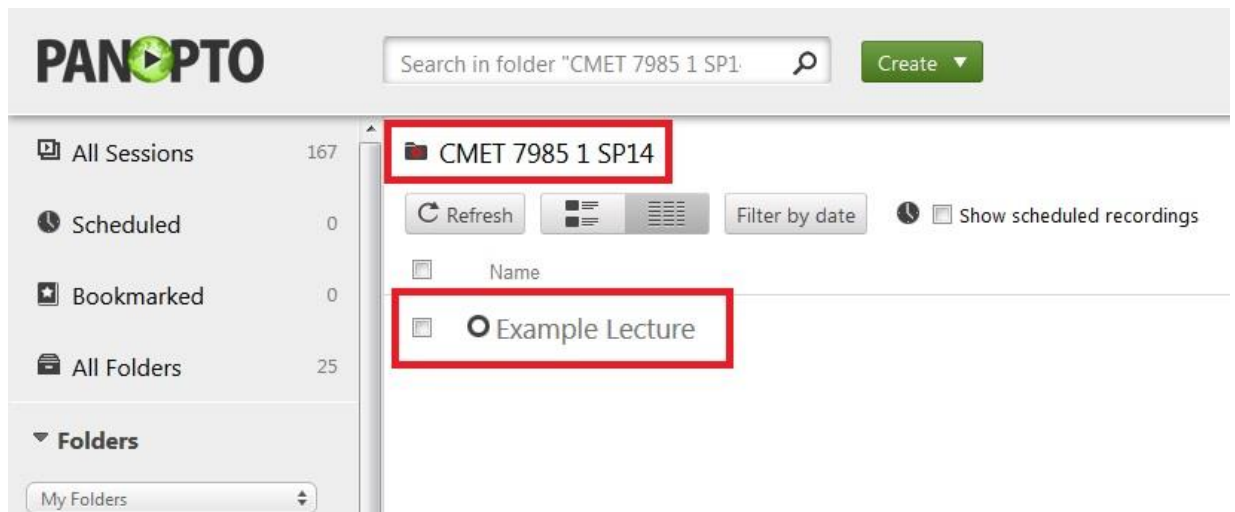 PANOPTO
Search in folder "CMET 7985 1 SP1
Create
All Sessions 167
Scheduled 0
Bookmarked 0
All Folders 25
Folders
My Folders
CMET 7985 1 SP14
Refresh
Filter by date
Show scheduled recordings
Name
Example Lecture